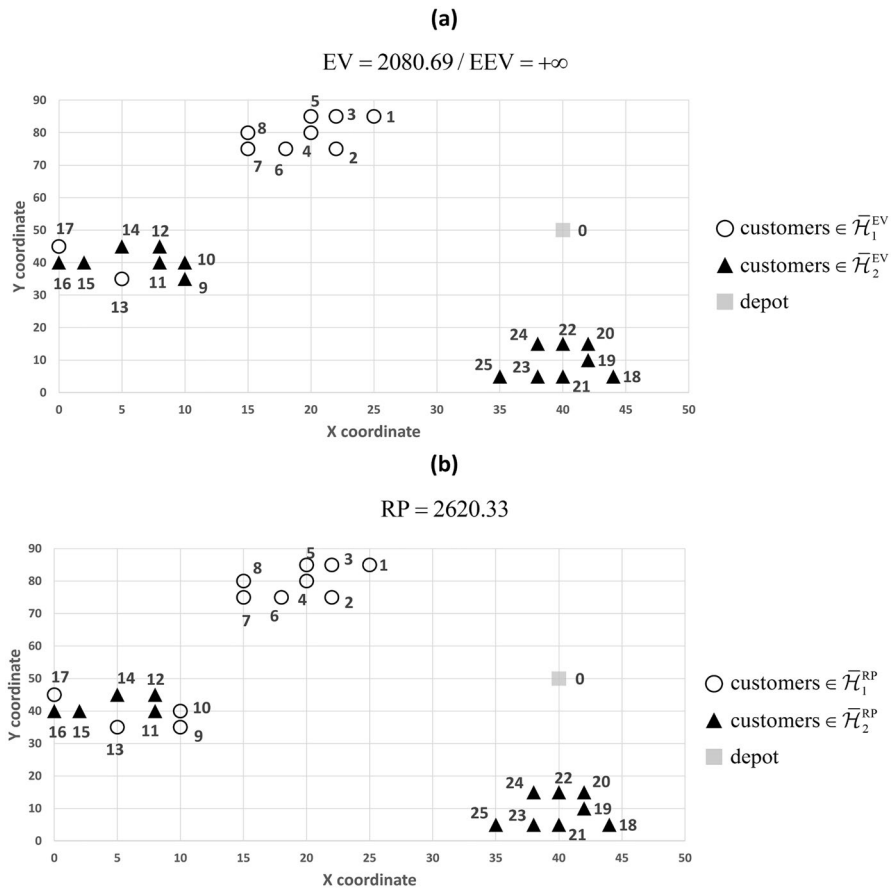 (a)
EV = 2080.69 / EEV = +∞
90
80
70
60
50
40
30
20
10
0
Y coordinate
0 5 10 15 20 25 30 35 40 45 50
X coordinate
5 3 1
8
7 6 4 2
17 14 12
10
16 15 11 9
13
0
24 22 20
19
25 23 21 18
customers ∈ H̄₁^EV
customers ∈ H̄₂^EV
depot
(b)
RP = 2620.33
90
80
70
60
50
40
30
20
10
0
Y coordinate
0 5 10 15 20 25 30 35 40 45 50
X coordinate
5 3 1
8
7 6 4 2
17 14 12
10
16 15 11 9
13
0
24 22 20
19
25 23 21 18
customers ∈ H̄₁^RP
customers ∈ H̄₂^RP
depot